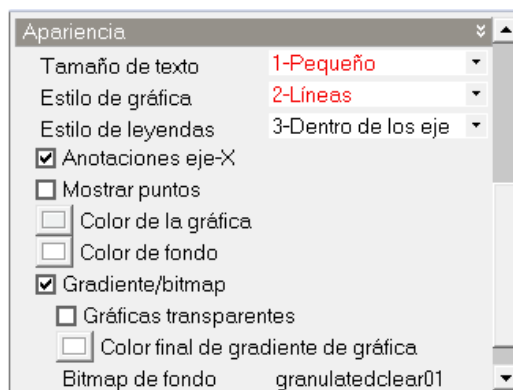 Apariencia
Tamaño de texto 1-Pequeño
Estilo de gráfica 2-Líneas
Estilo de leyendas 3-Dentro de los eje
Anotaciones eje-X
Mostrar puntos
Color de la gráfica
Color de fondo
Gradiente/bitmap
Gráficas transparentes
Color final de gradiente de gráfica
Bitmap de fondo granulatedclear01